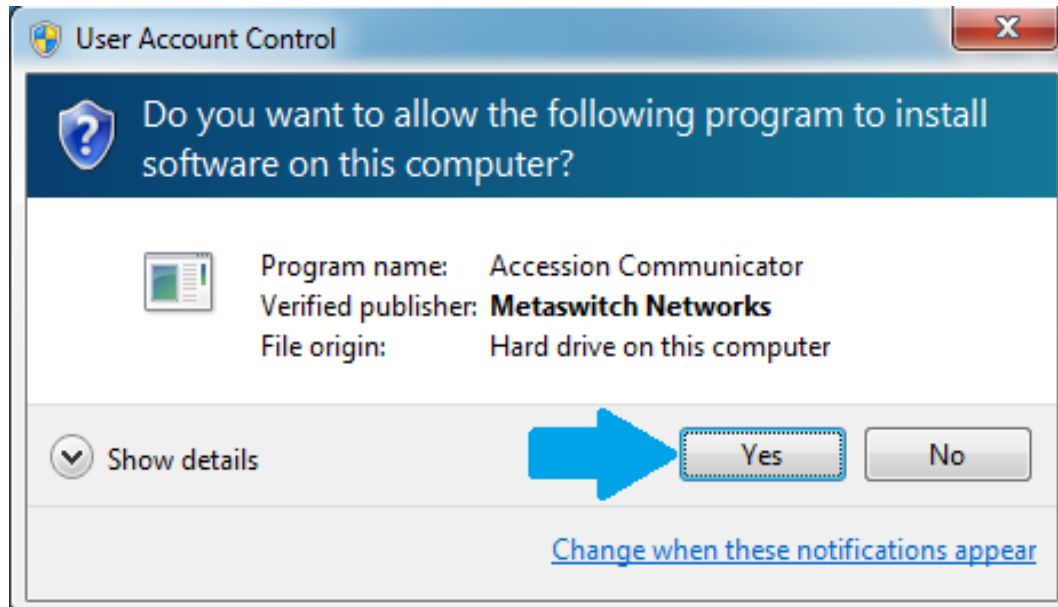 User Account Control
Do you want to allow the following program to install
software on this computer?
Program name: Accession Communicator
Verified publisher: Metaswitch Networks
File origin: Hard drive on this computer
Show details
Yes
No
Change when these notifications appear